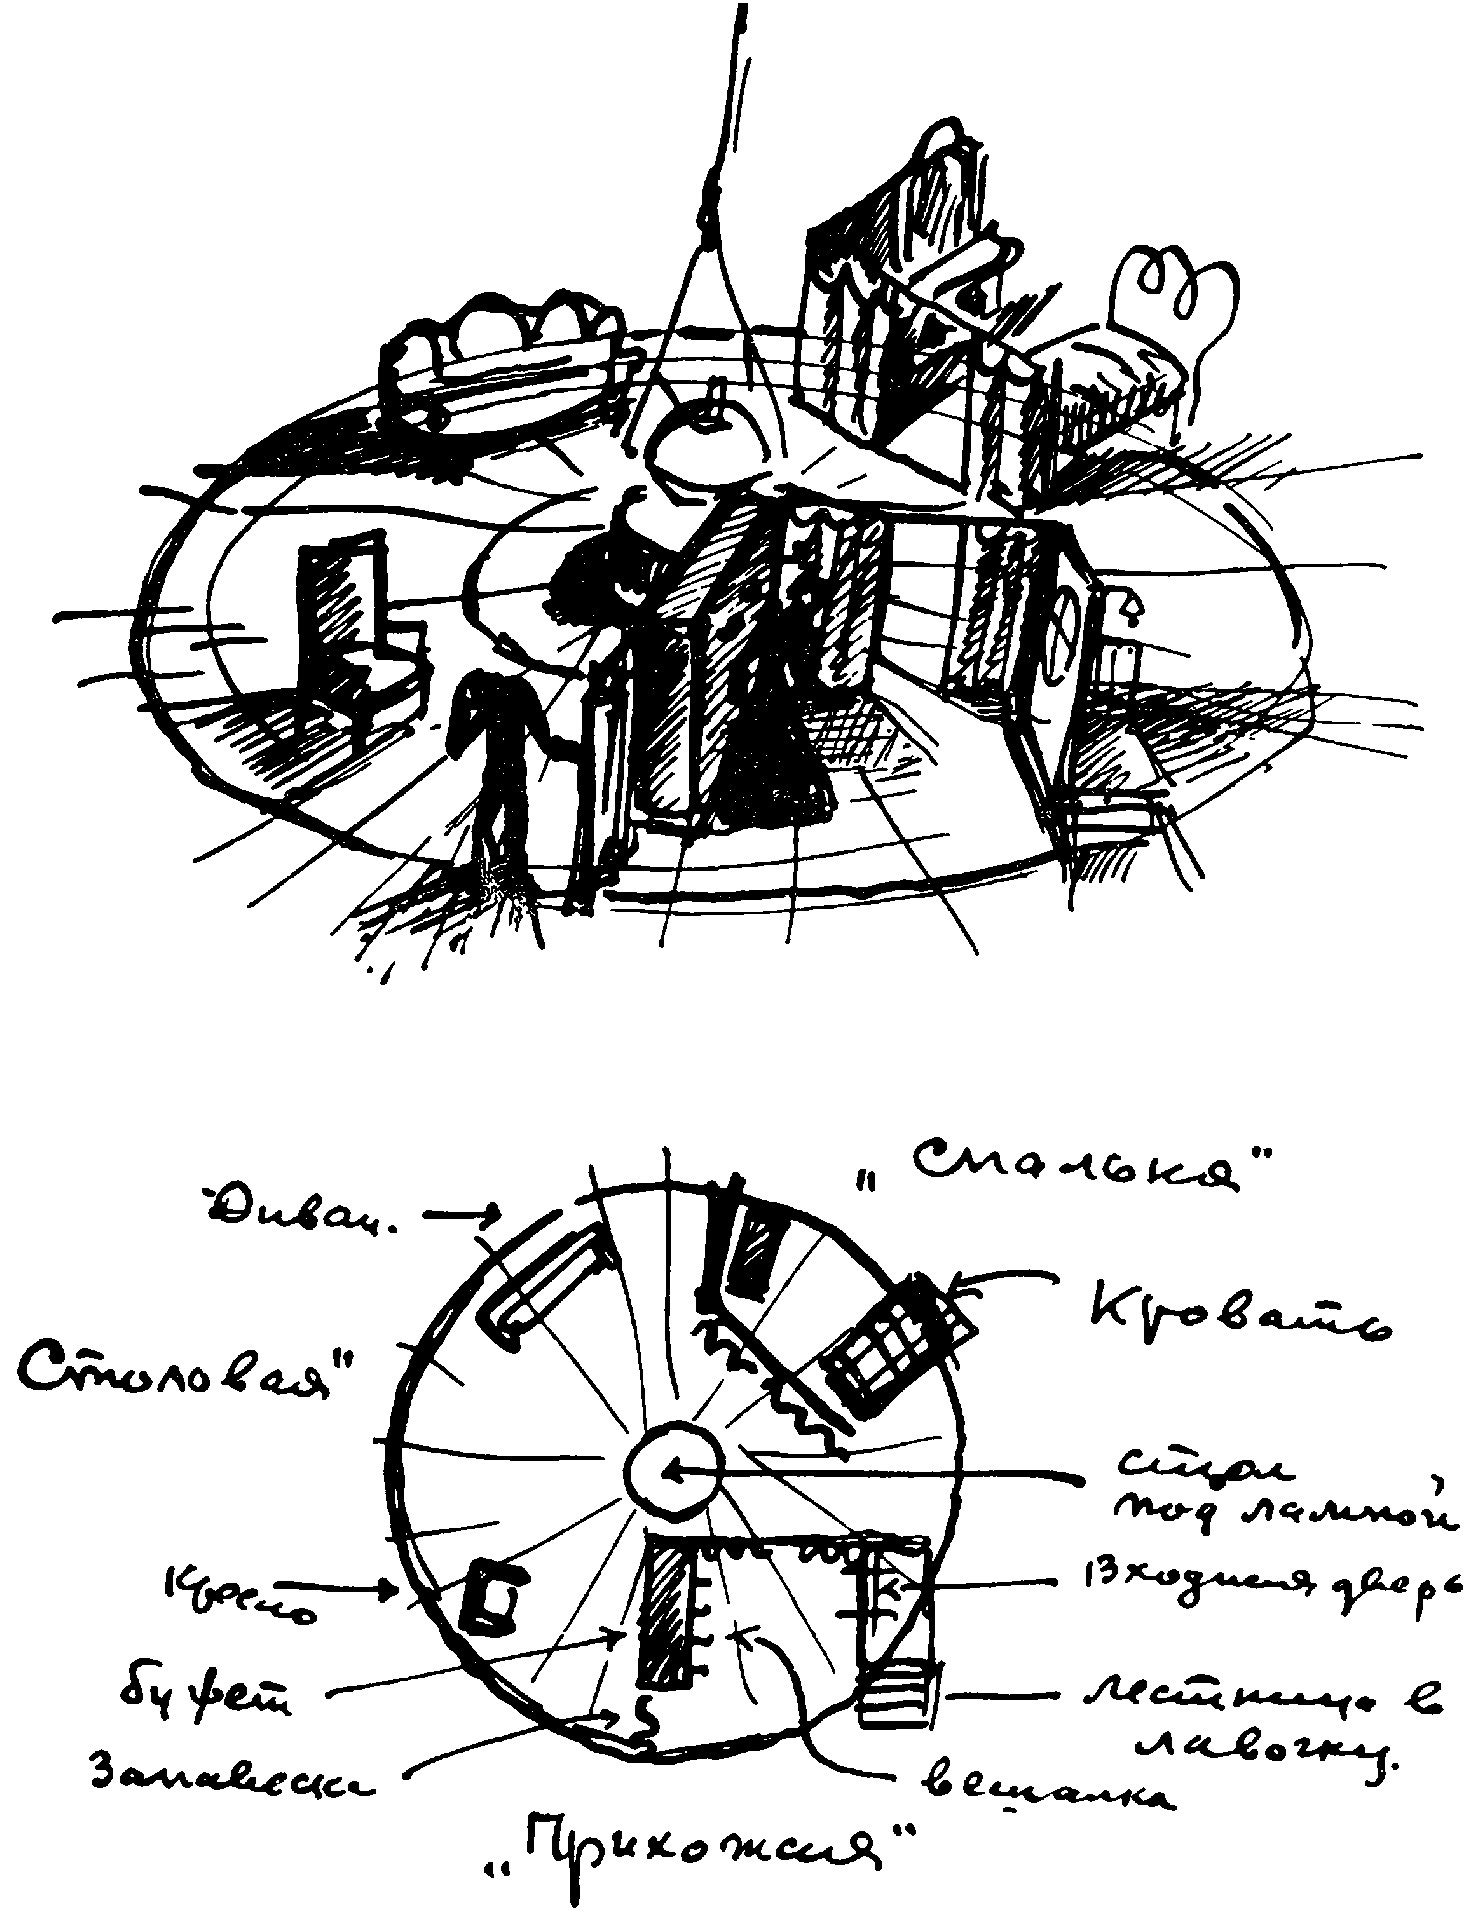 „Спальня"
Диван.
Кровать
Столовая"
стол
под лампой
Входная дверь
Кресло
буфет
лестница в
лавочку.
Занавески
вешалка
„Прихожая"